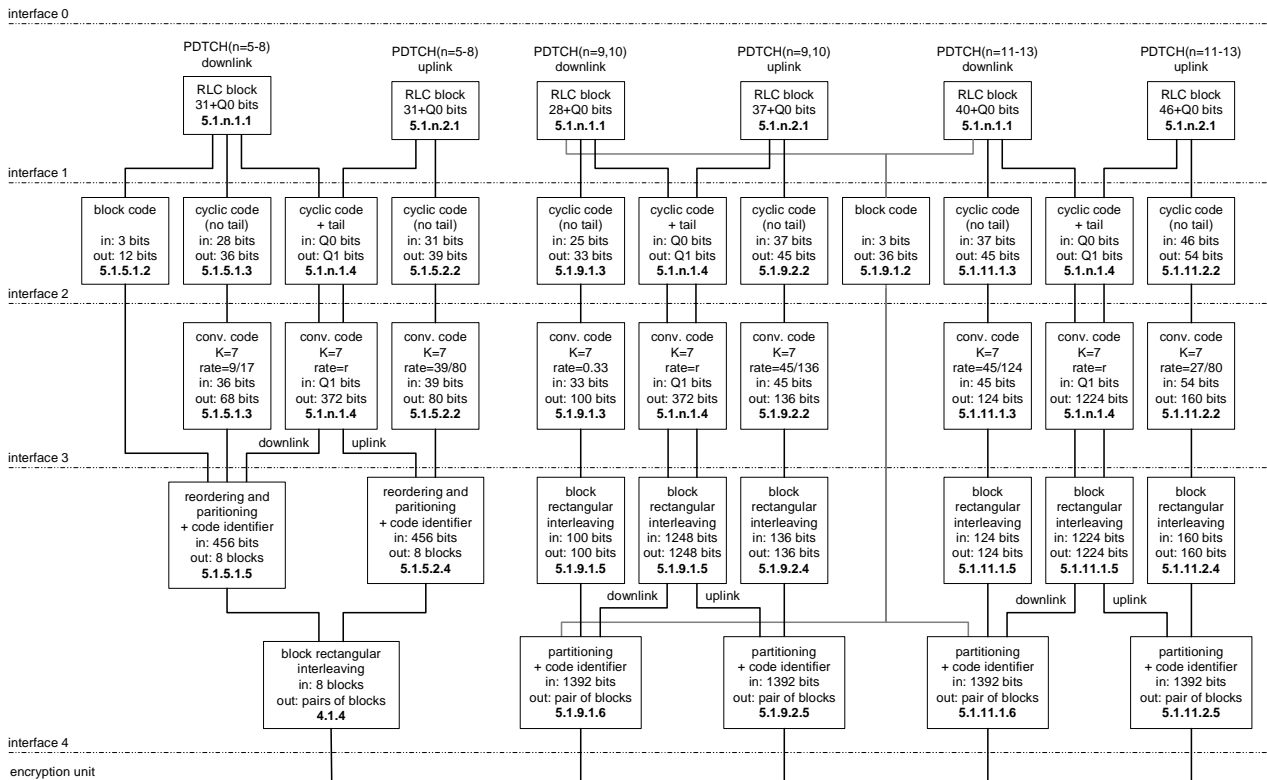 interface 0
PDTCH(n=5-8)
downlink
PDTCH(n=5-8)
uplink
PDTCH(n=9,10)
downlink
PDTCH(n=9,10)
uplink
PDTCH(n=11-13)
downlink
PDTCH(n=11-13)
uplink
RLC block
31+Q0 bits
5.1.n.1.1
RLC block
31+Q0 bits
5.1.n.2.1
RLC block
28+Q0 bits
5.1.n.1.1
RLC block
37+Q0 bits
5.1.n.2.1
RLC block
40+Q0 bits
5.1.n.1.1
RLC block
46+Q0 bits
5.1.n.2.1
interface 1
block code
in: 3 bits
out: 12 bits
5.1.5.1.2
cyclic code
(no tail)
in: 28 bits
out: 36 bits
5.1.5.1.3
cyclic code
+ tail
in: Q0 bits
out: Q1 bits
5.1.n.1.4
cyclic code
(no tail)
in: 31 bits
out: 39 bits
5.1.5.2.2
cyclic code
(no tail)
in: 25 bits
out: 33 bits
5.1.9.1.3
cyclic code
+ tail
in: Q0 bits
out: Q1 bits
5.1.n.1.4
cyclic code
(no tail)
in: 37 bits
out: 45 bits
5.1.9.2.2
block code
in: 3 bits
out: 36 bits
5.1.9.1.2
cyclic code
(no tail)
in: 37 bits
out: 45 bits
5.1.11.1.3
cyclic code
+ tail
in: Q0 bits
out: Q1 bits
5.1.n.1.4
cyclic code
(no tail)
in: 46 bits
out: 54 bits
5.1.11.2.2
interface 2
conv. code
K=7
rate=9/17
in: 36 bits
out: 68 bits
5.1.5.1.3
conv. code
K=7
rate=r
in: Q1 bits
out: 372 bits
5.1.n.1.4
conv. code
K=7
rate=39/80
in: 39 bits
out: 80 bits
5.1.5.2.2
conv. code
K=7
rate=0.33
in: 33 bits
out: 100 bits
5.1.9.1.3
conv. code
K=7
rate=r
in: Q1 bits
out: 372 bits
5.1.n.1.4
conv. code
K=7
rate=45/136
in: 45 bits
out: 136 bits
5.1.9.2.2
conv. code
K=7
rate=45/124
in: 45 bits
out: 124 bits
5.1.11.1.3
conv. code
K=7
rate=r
in: Q1 bits
out: 1224 bits
5.1.n.1.4
conv. code
K=7
rate=27/80
in: 54 bits
out: 160 bits
5.1.11.2.2
downlink
uplink
interface 3
reordering and
paritioning
+ code identifier
in: 456 bits
out: 8 blocks
5.1.5.1.5
reordering and
paritioning
+ code identifier
in: 456 bits
out: 8 blocks
5.1.5.2.4
block
rectangular
interleaving
in: 100 bits
out: 100 bits
5.1.9.1.5
block
rectangular
interleaving
in: 1248 bits
out: 1248 bits
5.1.9.1.5
block
rectangular
interleaving
in: 136 bits
out: 136 bits
5.1.9.2.4
block
rectangular
interleaving
in: 124 bits
out: 124 bits
5.1.11.1.5
block
rectangular
interleaving
in: 1224 bits
out: 1224 bits
5.1.11.1.5
block
rectangular
interleaving
in: 160 bits
out: 160 bits
5.1.11.2.4
downlink
uplink
downlink
uplink
block rectangular
interleaving
in: 8 blocks
out: pairs of blocks
4.1.4
partitioning
+ code identifier
in: 1392 bits
out: pair of blocks
5.1.9.1.6
partitioning
+ code identifier
in: 1392 bits
out: pair of blocks
5.1.9.2.5
partitioning
+ code identifier
in: 1392 bits
out: pair of blocks
5.1.11.1.6
partitioning
+ code identifier
in: 1392 bits
out: pair of blocks
5.1.11.2.5
interface 4
encryption unit